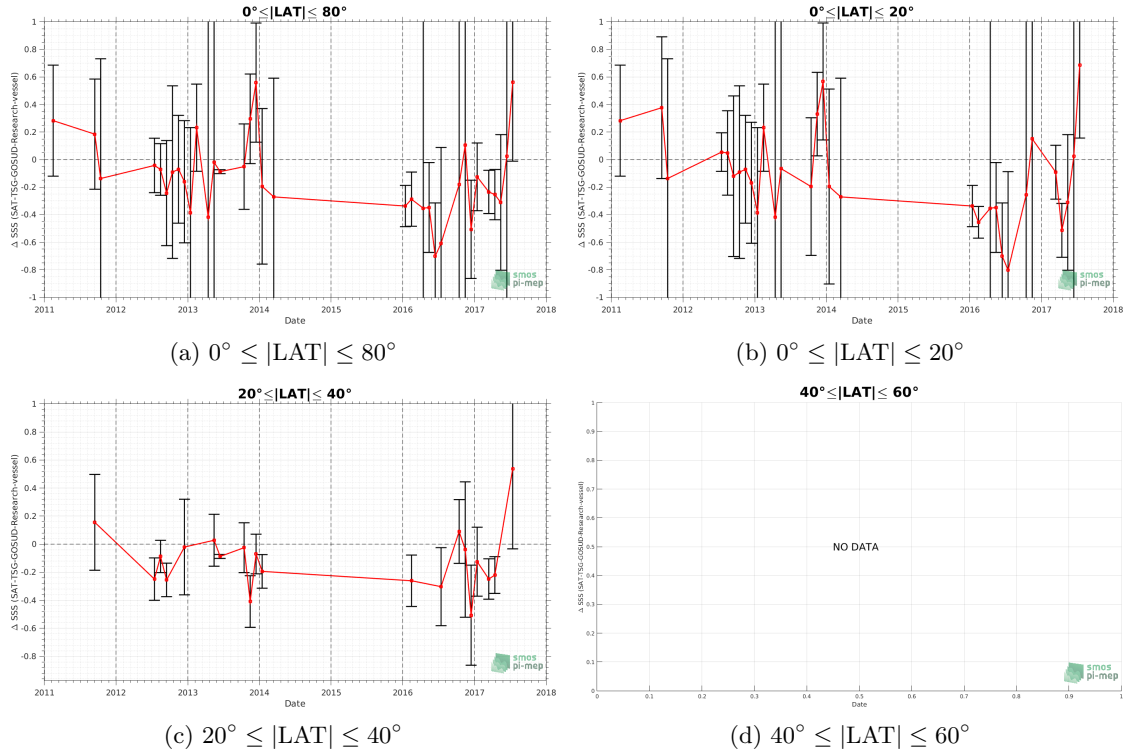 0°≤|LAT|≤ 80°
1
0.8
0.6
0.4
0.2
0
-0.2
-0.4
-0.6
-0.8
-1
Δ SSS (SAT-TSG-GOSUD-Research-vessel)
2011 2012 2013 2014 2015 2016 2017 2018
Date
smos
pi-mep
(a) 0° ≤ |LAT| ≤ 80°
0°≤|LAT|≤ 20°
1
0.8
0.6
0.4
0.2
0
-0.2
-0.4
-0.6
-0.8
-1
Δ SSS (SAT-TSG-GOSUD-Research-vessel)
2011 2012 2013 2014 2015 2016 2017 2018
Date
smos
pi-mep
(b) 0° ≤ |LAT| ≤ 20°
20°≤|LAT|≤ 40°
1
0.8
0.6
0.4
0.2
0
-0.2
-0.4
-0.6
-0.8
Δ SSS (SAT-TSG-GOSUD-Research-vessel)
2011 2012 2013 2014 2015 2016 2017 2018
Date
smos
pi-mep
(c) 20° ≤ |LAT| ≤ 40°
40°≤|LAT|≤ 60°
1
0.9
0.8
0.7
0.6
0.5
0.4
0.3
0.2
0.1
0
Δ SSS (SAT-TSG-GOSUD-Research-vessel)
NO DATA
0 0.1 0.2 0.3 0.4 0.5 0.6 0.7 0.8 0.9 1
Date
smos
pi-mep
(d) 40° ≤ |LAT| ≤ 60°